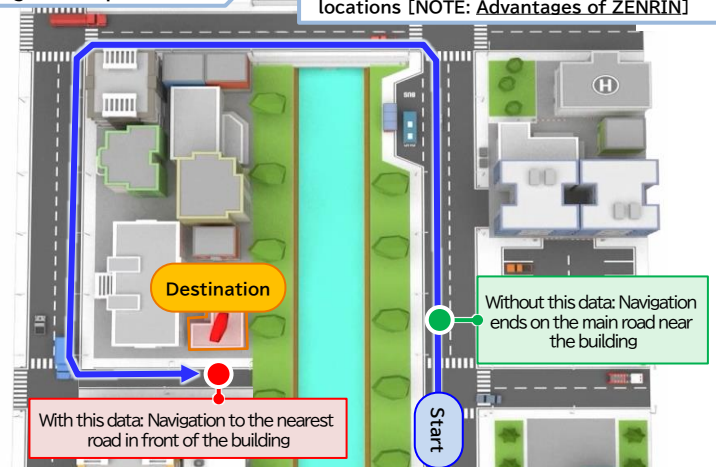 locations [NOTE: Advantages of ZENRIN]
BUS
H
Destination
Without this data: Navigation
ends on the main road near
the building
With this data: Navigation to the nearest
road in front of the building
Start